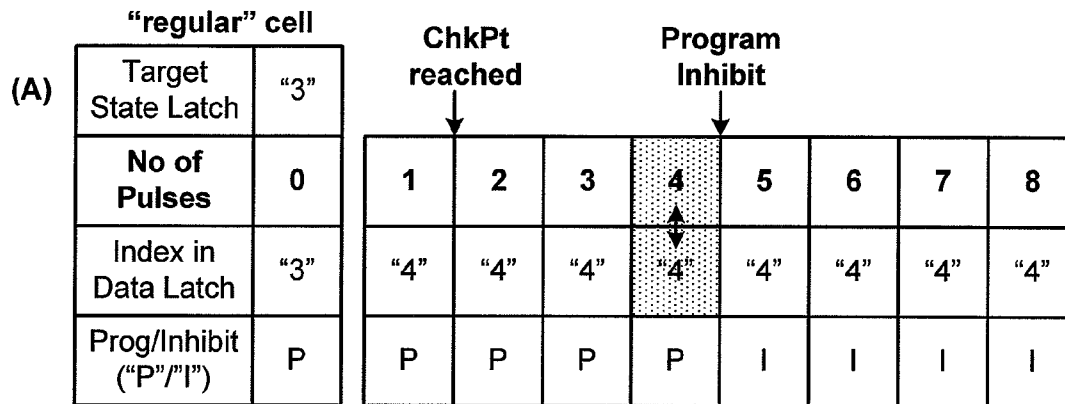 "regular" cell
ChkPt
reached
Program
Inhibit
(A)
Target
State Latch
"3"
No of
Pulses
0
1 2 3 4 5 6 7 8
Index in
Data Latch
"3"
"4" "4" "4" "4" "4" "4" "4" "4"
Prog/Inhibit
("P"/"I")
P
P P P P I I I I